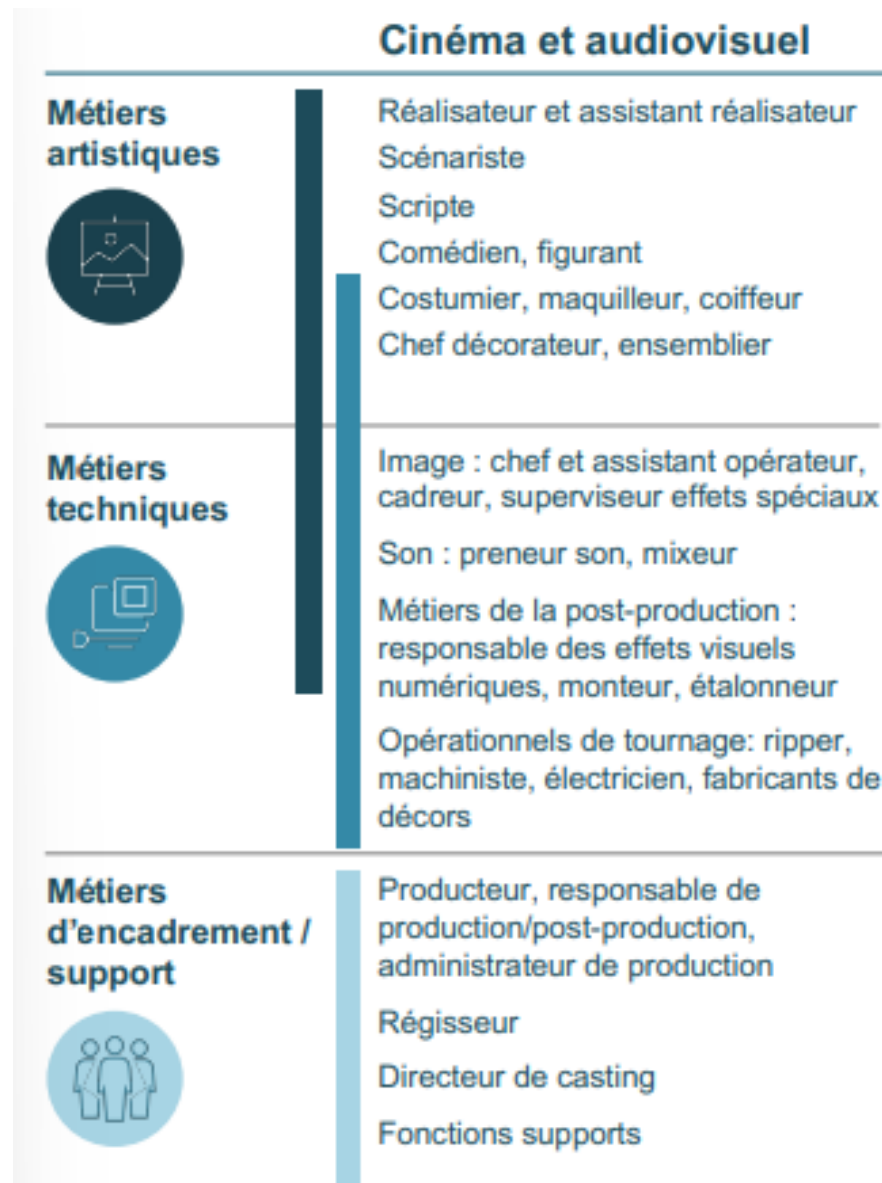 Cinéma et audiovisuel
Métiers
artistiques
Réalisateur et assistant réalisateur
Scénariste
Scripte
Comédien, figurant
Costumier, maquilleur, coiffeur
Chef décorateur, ensemblier
Métiers
techniques
Image : chef et assistant opérateur,
cadreur, superviseur effets spéciaux
Son : preneur son, mixeur
Métiers de la post-production :
responsable des effets visuels
numériques, monteur, étalonneur
Opérationnels de tournage: ripper,
machiniste, électricien, fabricants de
décors
Métiers
d'encadrement /
support
Producteur, responsable de
production/post-production,
administrateur de production
Régisseur
Directeur de casting
Fonctions supports